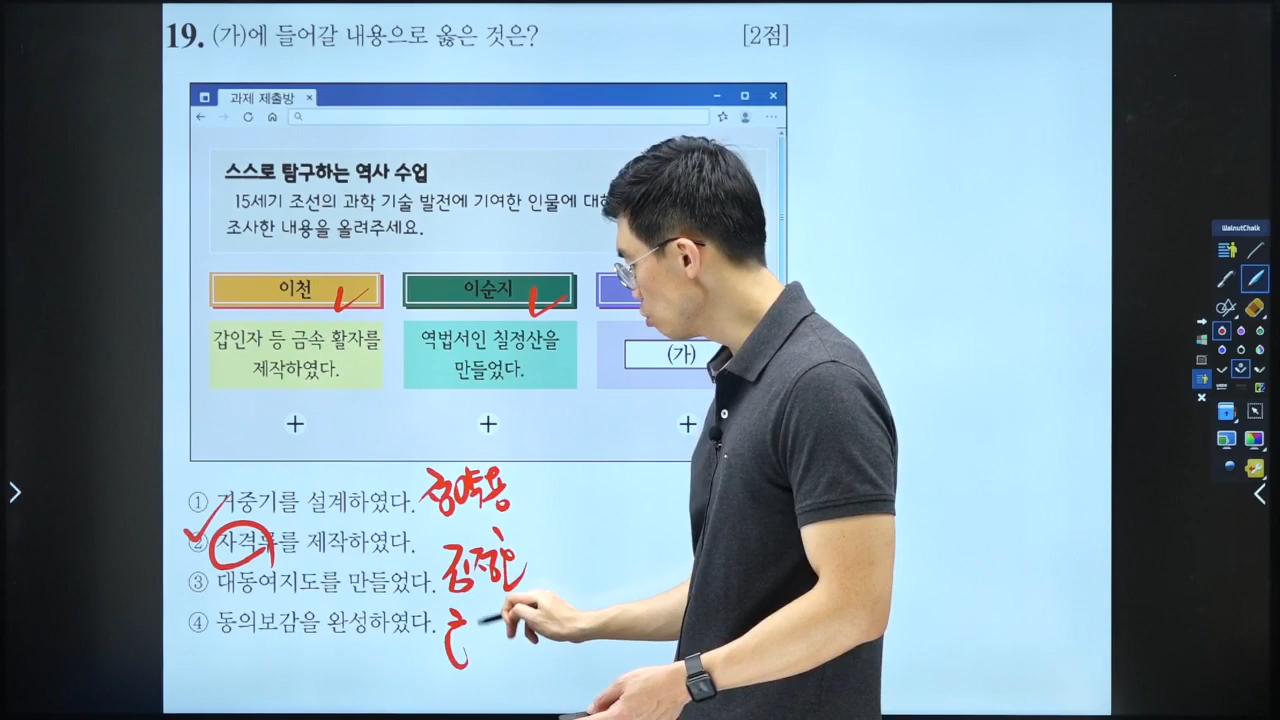 19. (가)에 들어갈 내용으로 옳은 것은? [2점]
과제 제출방
스스로 탐구하는 역사 수업
15세기 조선의 과학 기술 발전에 기여한 인물에
조사한 내용을 올려주세요.
이천 이순지
갑인자 등 금속 활자를 역법서인 칠정산을 (가)
제작하였다. 만들었다.
+ + +
① 거중기를 설계하였다. 정약용
② 자격루를 제작하였다.
③ 대동여지도를 만들었다. 김정호
④ 동의보감을 완성하였다.
WalnutChalk